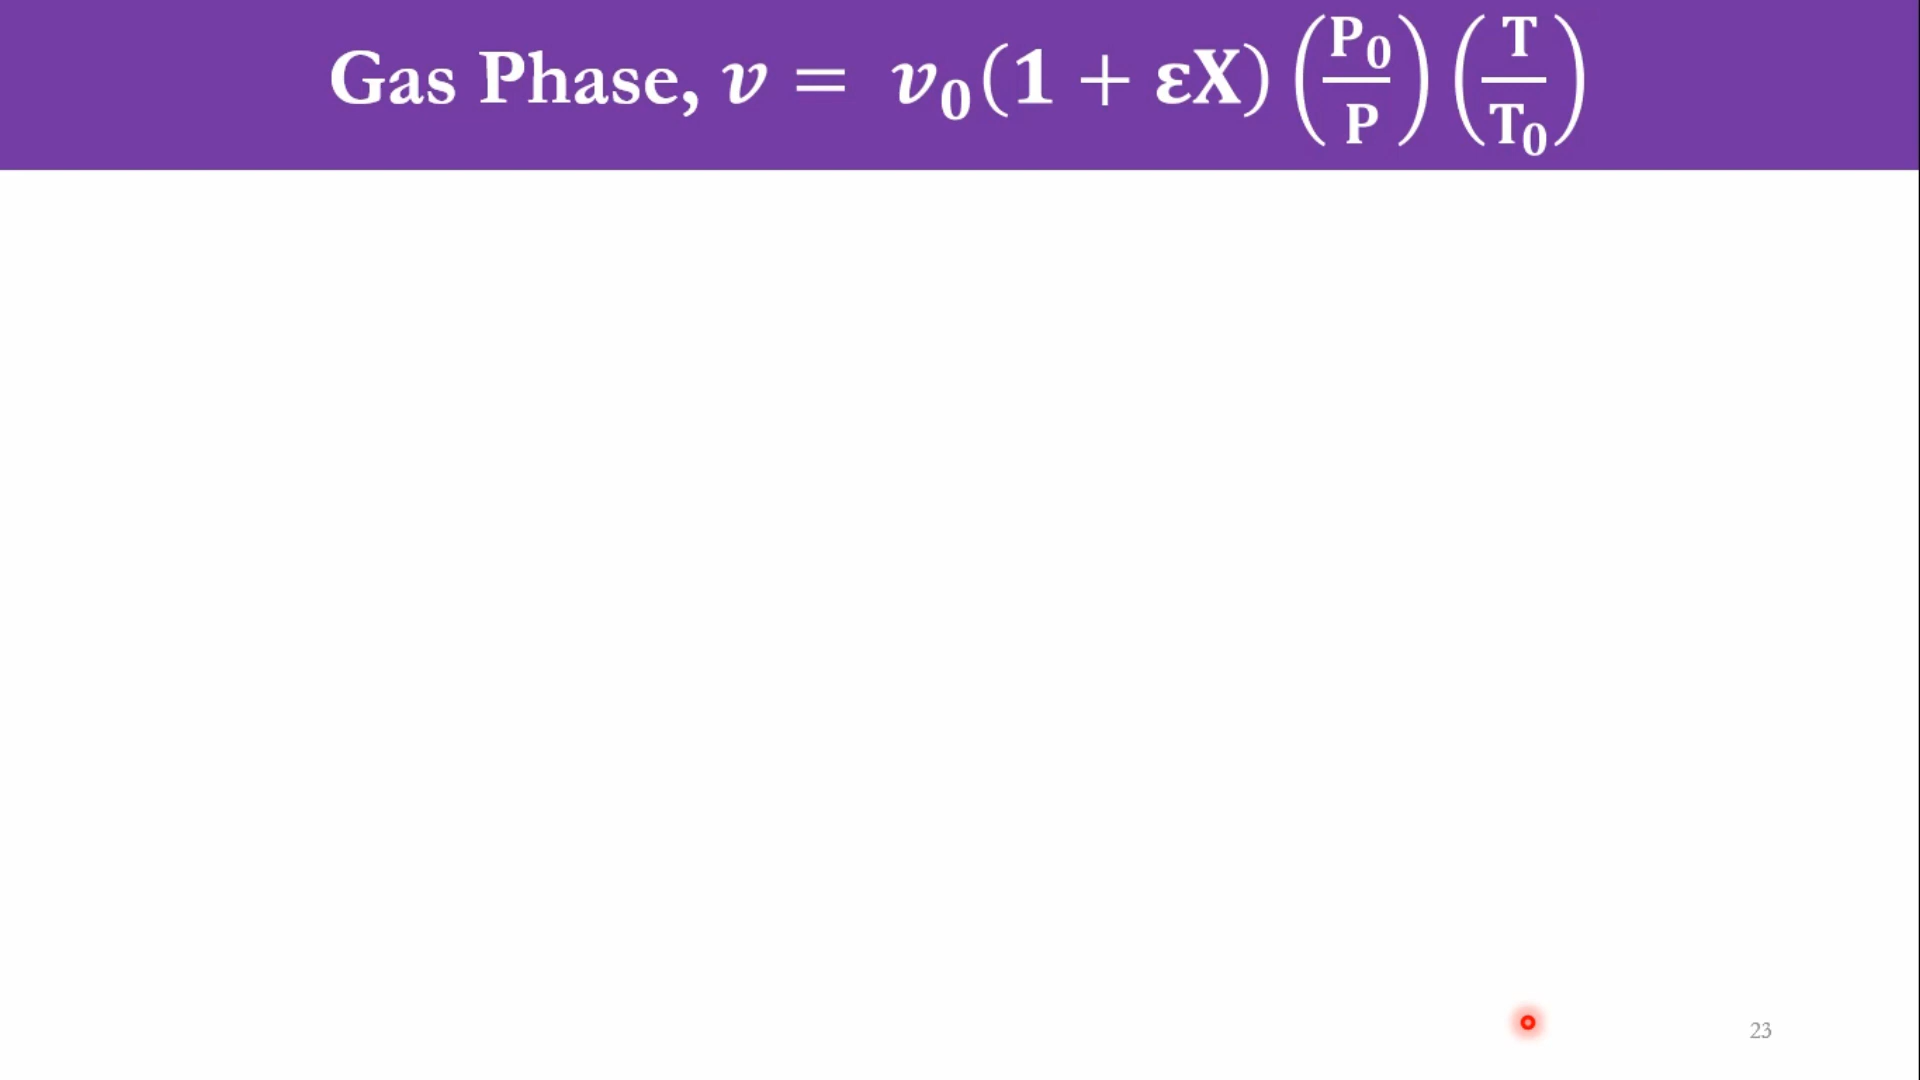 Gas Phase, v = v₀(1 + εX) (P₀/P) (T/T₀)
23